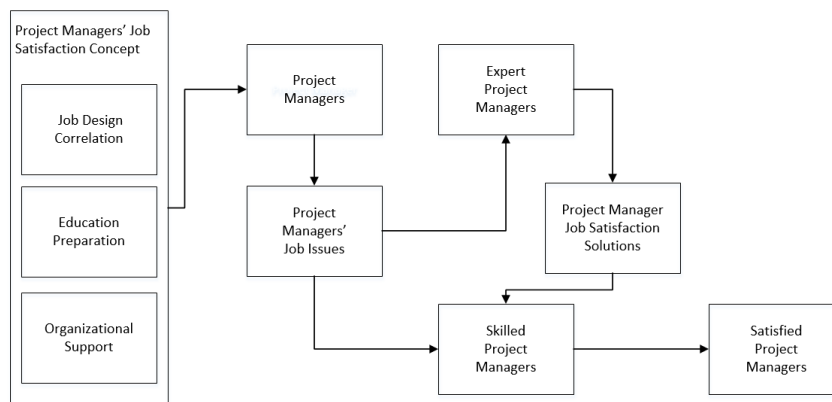 Project Managers' Job
Satisfaction Concept
Job Design
Correlation
Education
Preparation
Organizational
Support
Project
Managers
Project
Managers'
Job Issues
Expert
Project
Managers
Project Manager
Job Satisfaction
Solutions
Skilled
Project
Managers
Satisfied
Project
Managers